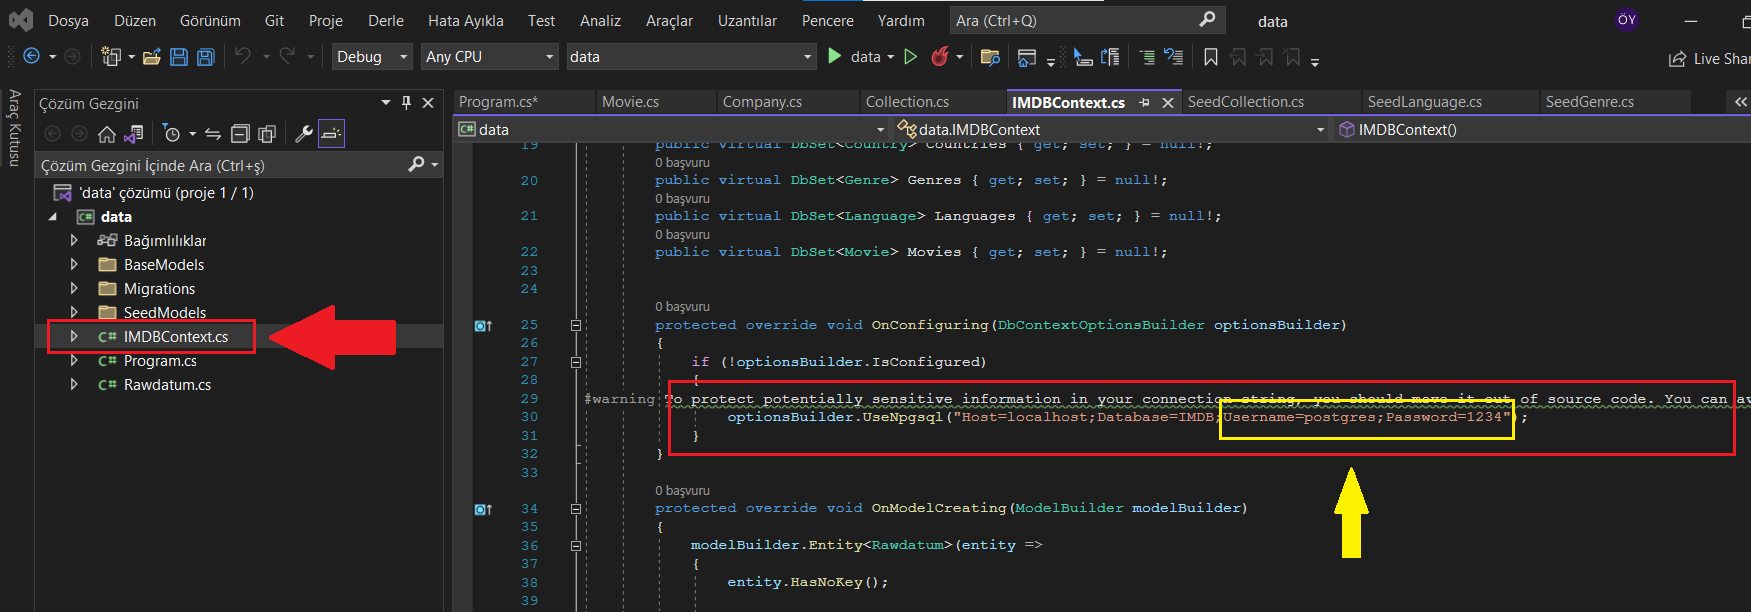 Dosya Düzen Görünüm Git Proje Derle Hata Ayıkla Test Analiz Araçlar Uzantılar Pencere Yardım Ara (Ctrl+Q) data ÖY
Debug Any CPU data data Live Shar
Araç Kutusu
Çözüm Gezgini
Çözüm Gezgini İçinde Ara (Ctrl+ş)
'data' çözümü (proje 1 / 1)
data
Bağımlılıklar
BaseModels
Migrations
SeedModels
IMDBContext.cs
Program.cs
Rawdatum.cs
Program.cs* Movie.cs Company.cs Collection.cs IMDBContext.cs SeedCollection.cs SeedLanguage.cs SeedGenre.cs
data data.IMDBContext IMDBContext()
19 public virtual DbSet<Country> Countries { get; set; } = null!;
0 başvuru
20 public virtual DbSet<Genre> Genres { get; set; } = null!;
0 başvuru
21 public virtual DbSet<Language> Languages { get; set; } = null!;
0 başvuru
22 public virtual DbSet<Movie> Movies { get; set; } = null!;
23
24
0 başvuru
25 protected override void OnConfiguring(DbContextOptionsBuilder optionsBuilder)
26 {
27 if (!optionsBuilder.IsConfigured)
28 {
29 #warning To protect potentially sensitive information in your connection string, you should move it out of source code. You can av
30 optionsBuilder.UseNpgsql("Host=localhost;Database=IMDB;Username=postgres;Password=1234");
31 }
32 }
33
0 başvuru
34 protected override void OnModelCreating(ModelBuilder modelBuilder)
35 {
36 modelBuilder.Entity<Rawdatum>(entity =>
37 {
38 entity.HasNoKey();
39